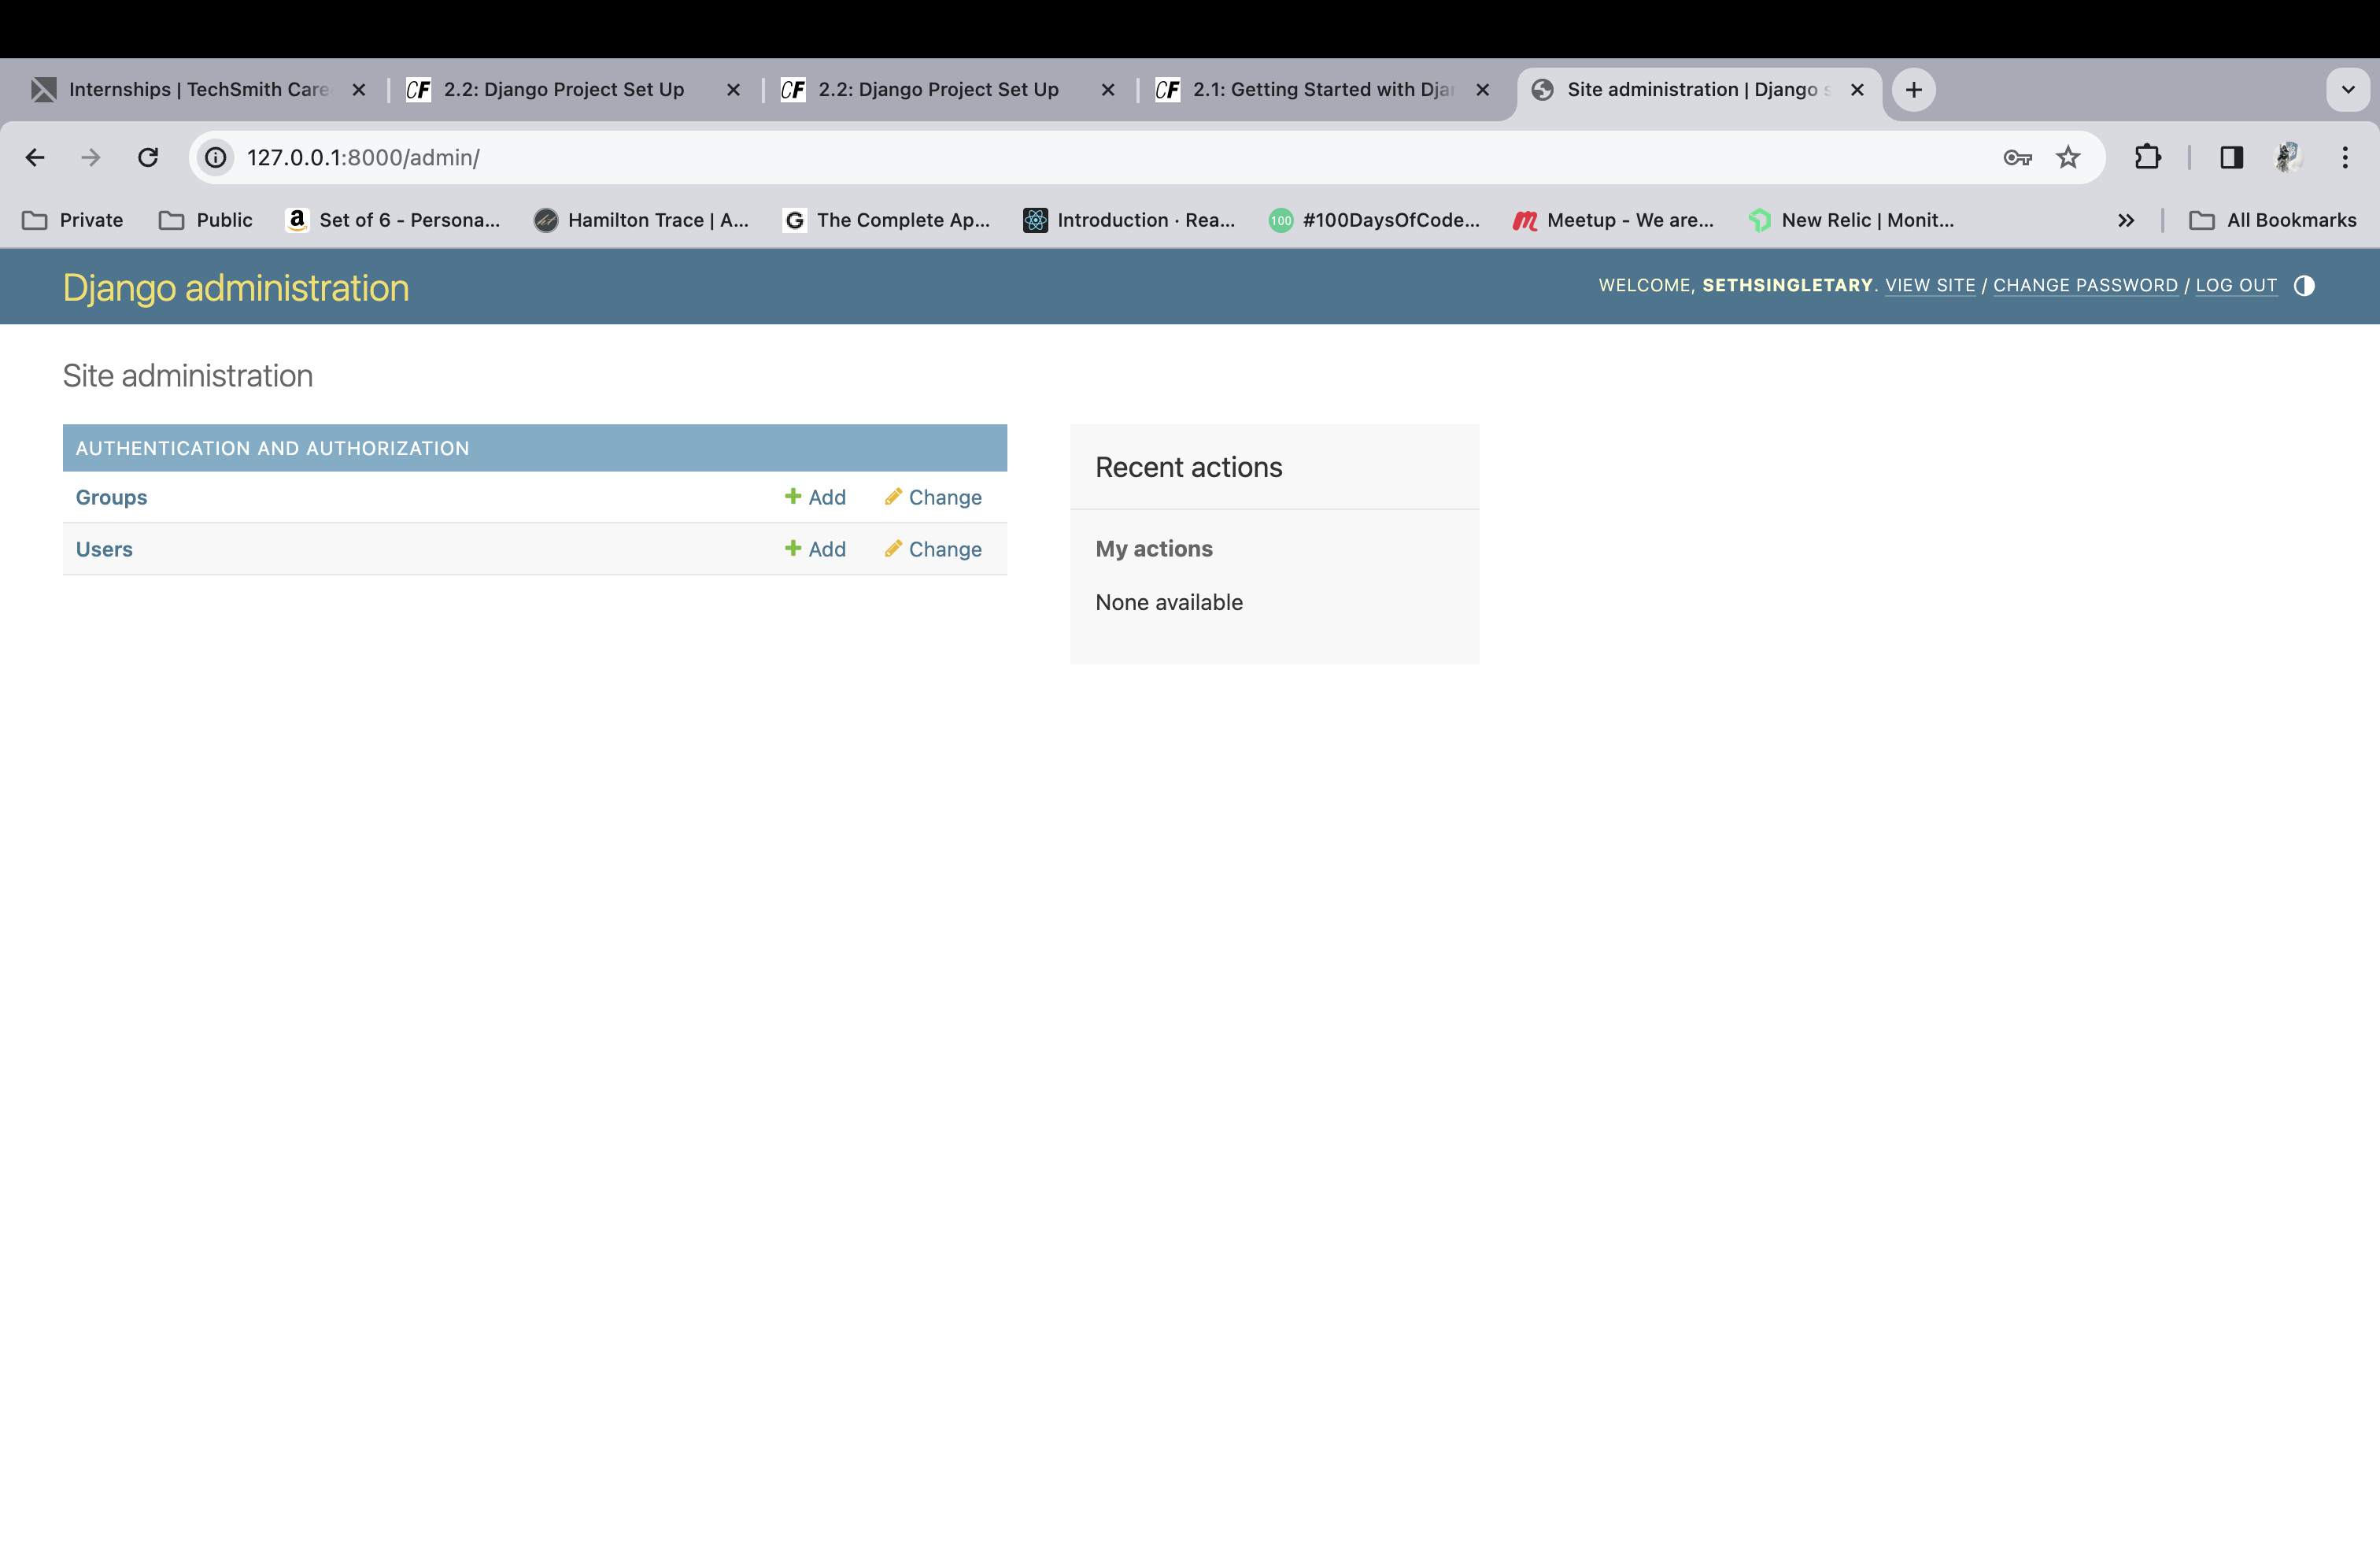 Internships | TechSmith Care
CF 2.2: Django Project Set Up
CF 2.2: Django Project Set Up
CF 2.1: Getting Started with Djan
Site administration | Django s
127.0.0.1:8000/admin/
Private
Public
a Set of 6 - Persona...
Hamilton Trace | A...
G The Complete Ap...
Introduction · Rea...
100 #100DaysOfCode...
m Meetup - We are...
New Relic | Monit...
All Bookmarks
Django administration
WELCOME, SETHSINGLETARY. VIEW SITE / CHANGE PASSWORD / LOG OUT
Site administration
AUTHENTICATION AND AUTHORIZATION
Groups Add Change
Users Add Change
Recent actions
My actions
None available